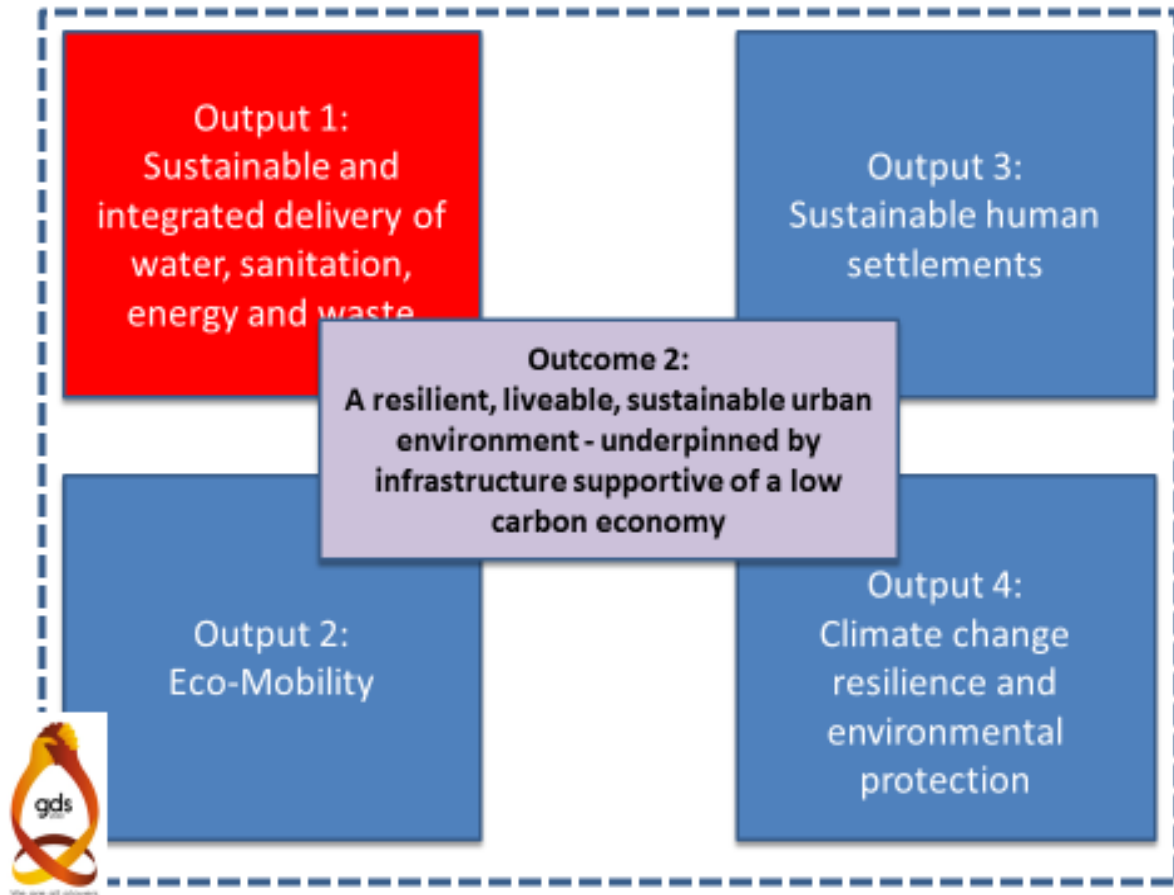 Output 1:
Sustainable and
integrated delivery of
water, sanitation,
energy and waste
Output 3:
Sustainable human
settlements
Outcome 2:
A resilient, liveable, sustainable urban
environment - underpinned by
infrastructure supportive of a low
carbon economy
Output 2:
Eco-Mobility
Output 4:
Climate change
resilience and
environmental
protection
gds